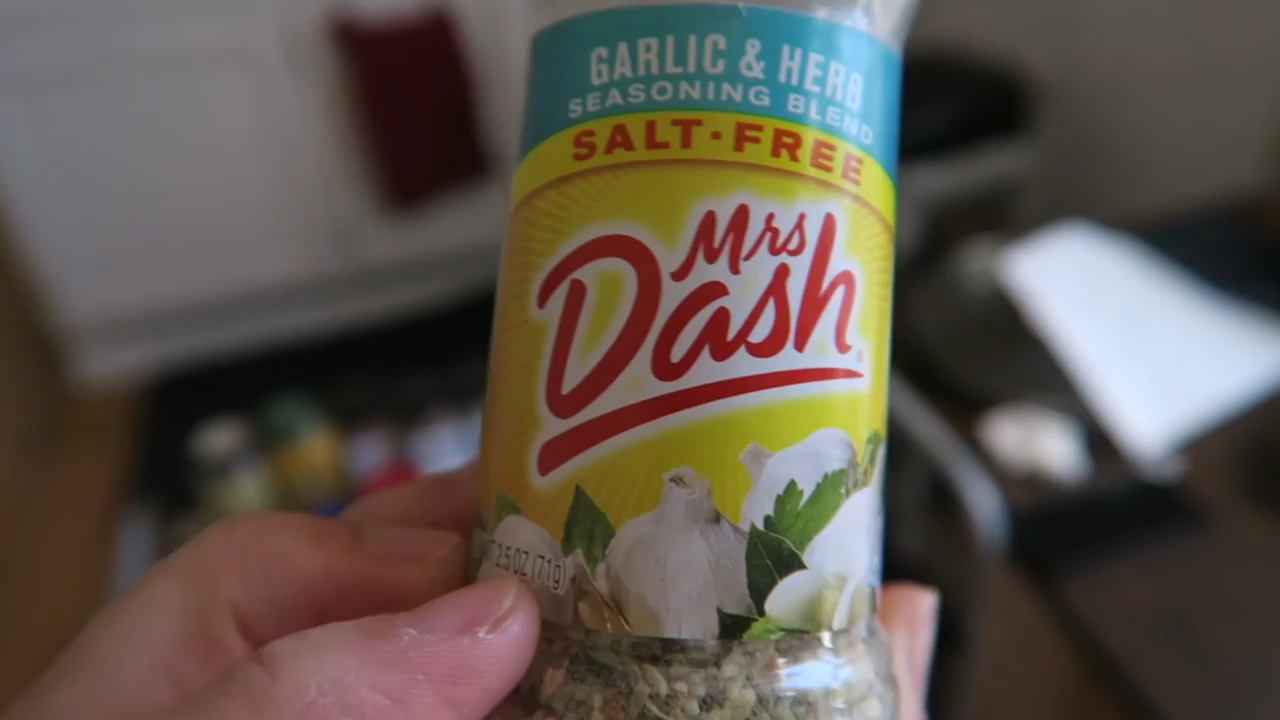 GARLIC & HERB
SEASONING BLEND
SALT-FREE
Mrs
Dash
2.5 OZ (71g)